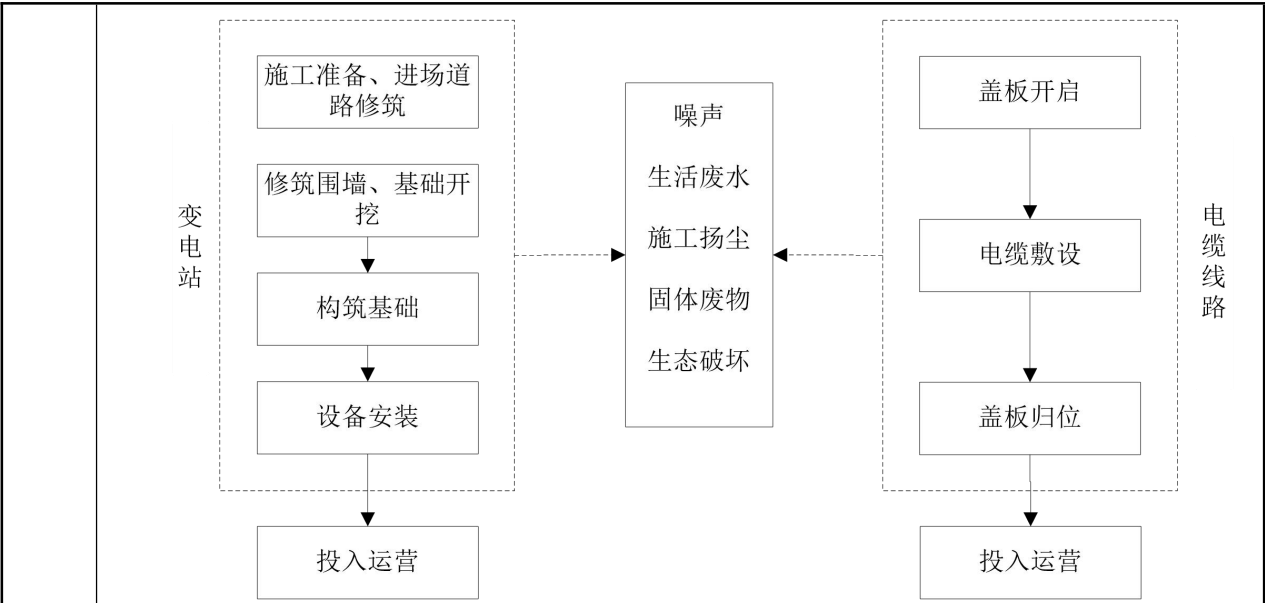 施工准备、进场道
路修筑
修筑围墙、基础开
挖
构筑基础
设备安装
投入运营
变
电
站
噪声
生活废水
施工扬尘
固体废物
生态破坏
盖板开启
电缆敷设
盖板归位
投入运营
电
缆
线
路